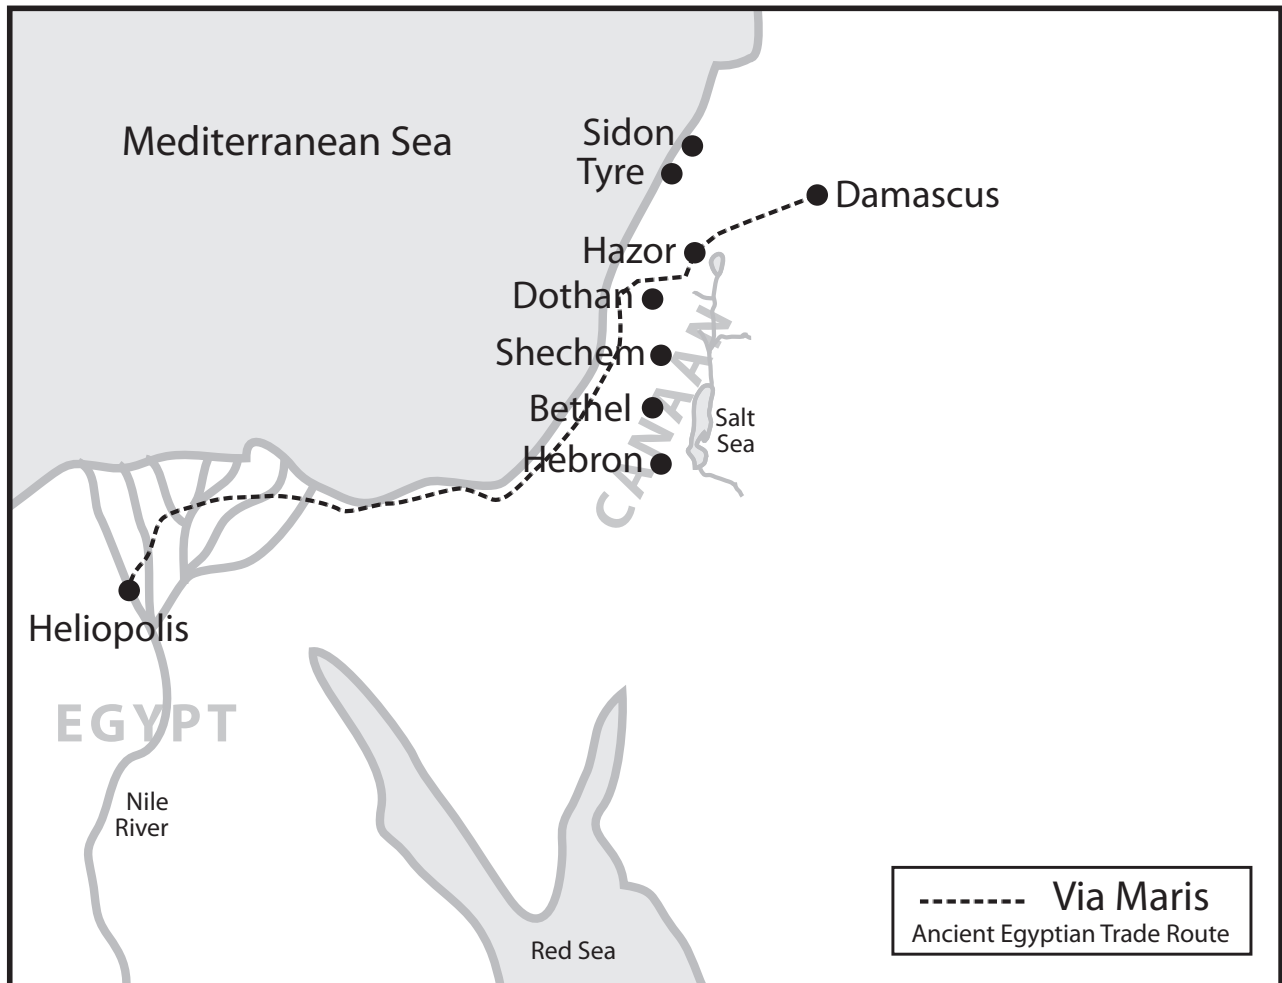 Mediterranean Sea
Sidon
Tyre
Damascus
Hazor
Dothan
Shechem
Bethel
Hebron
CANAAN
Salt
Sea
Heliopolis
EGYPT
Nile
River
Red Sea
Via Maris
Ancient Egyptian Trade Route